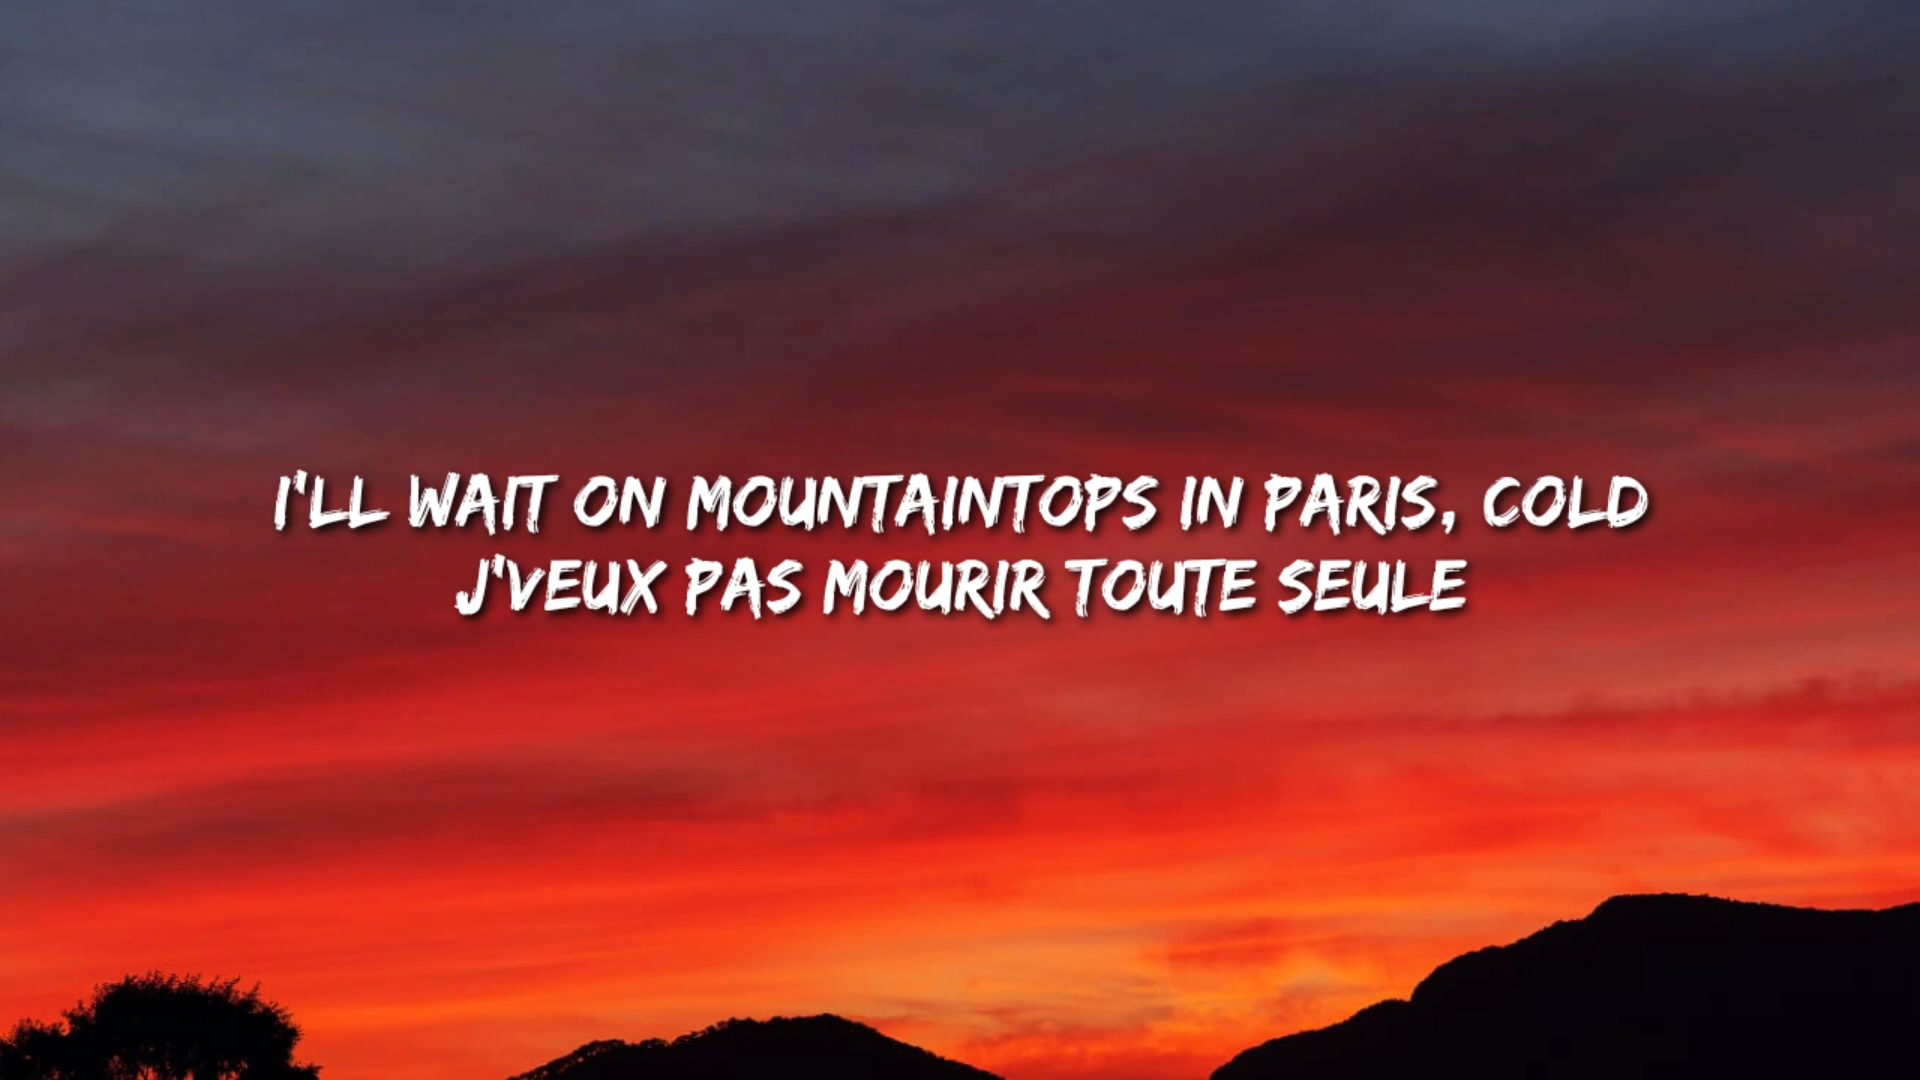 I'LL WAIT ON MOUNTAINTOPS IN PARIS, COLD
J'VEUX PAS MOURIR TOUTE SEULE